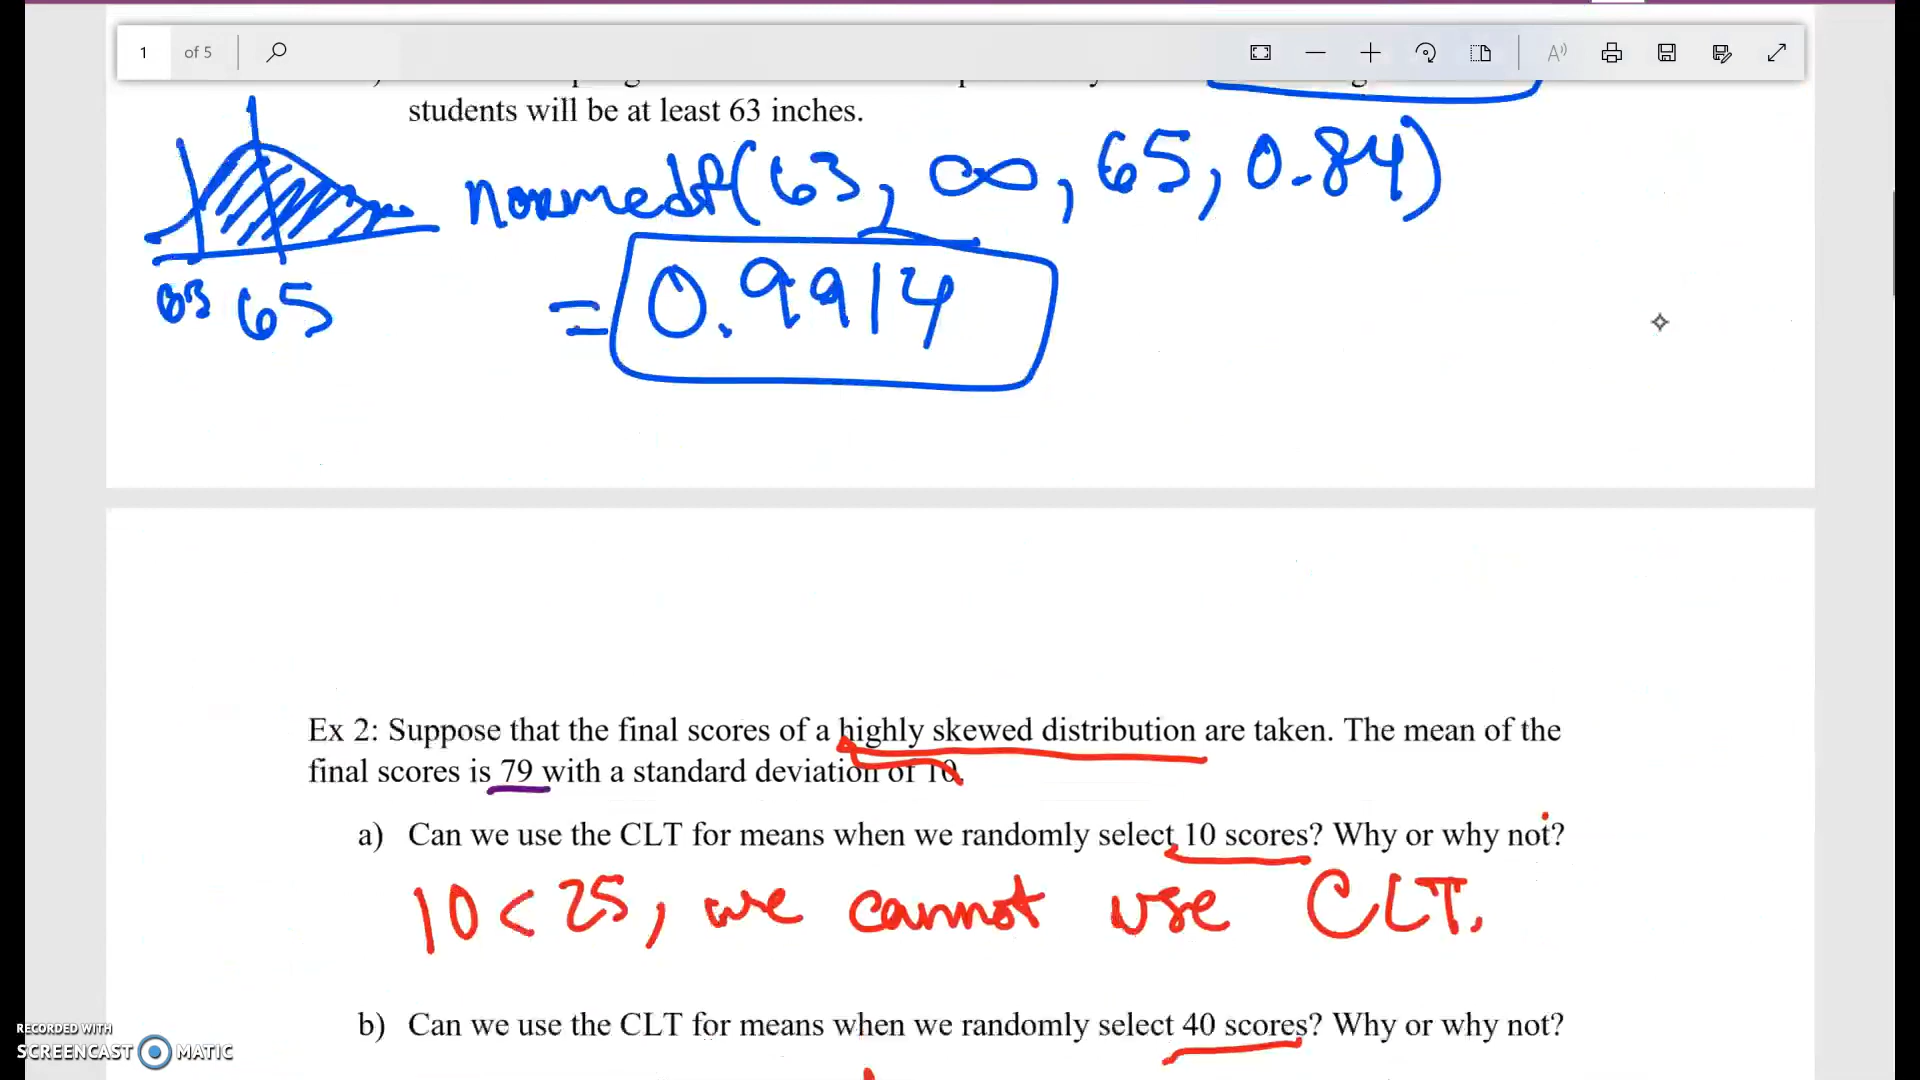 1 of 5
students will be at least 63 inches.
normcdf(63, ∞, 65, 0.84)
63 65
= 0.9914
Ex 2: Suppose that the final scores of a highly skewed distribution are taken. The mean of the
final scores is 79 with a standard deviation of 10.
a) Can we use the CLT for means when we randomly select 10 scores? Why or why not?
10 < 25, we cannot use CLT.
b) Can we use the CLT for means when we randomly select 40 scores? Why or why not?
RECORDED WITH
SCREENCAST MATIC